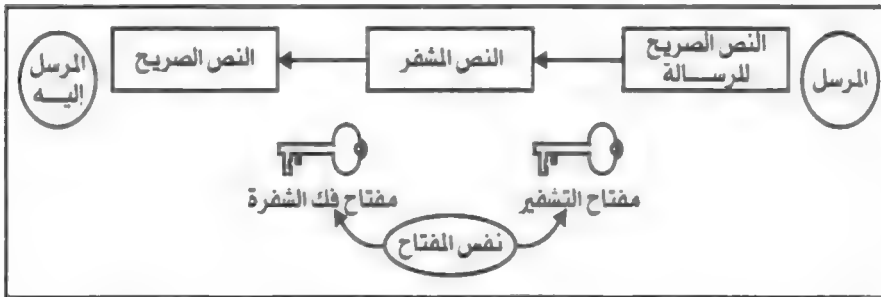 المرسل
النص الصريح
للرسالة
النص المشفر
النص الصريح
المرسل
إليه
مفتاح التشفير
مفتاح فك الشفرة
نفس المفتاح